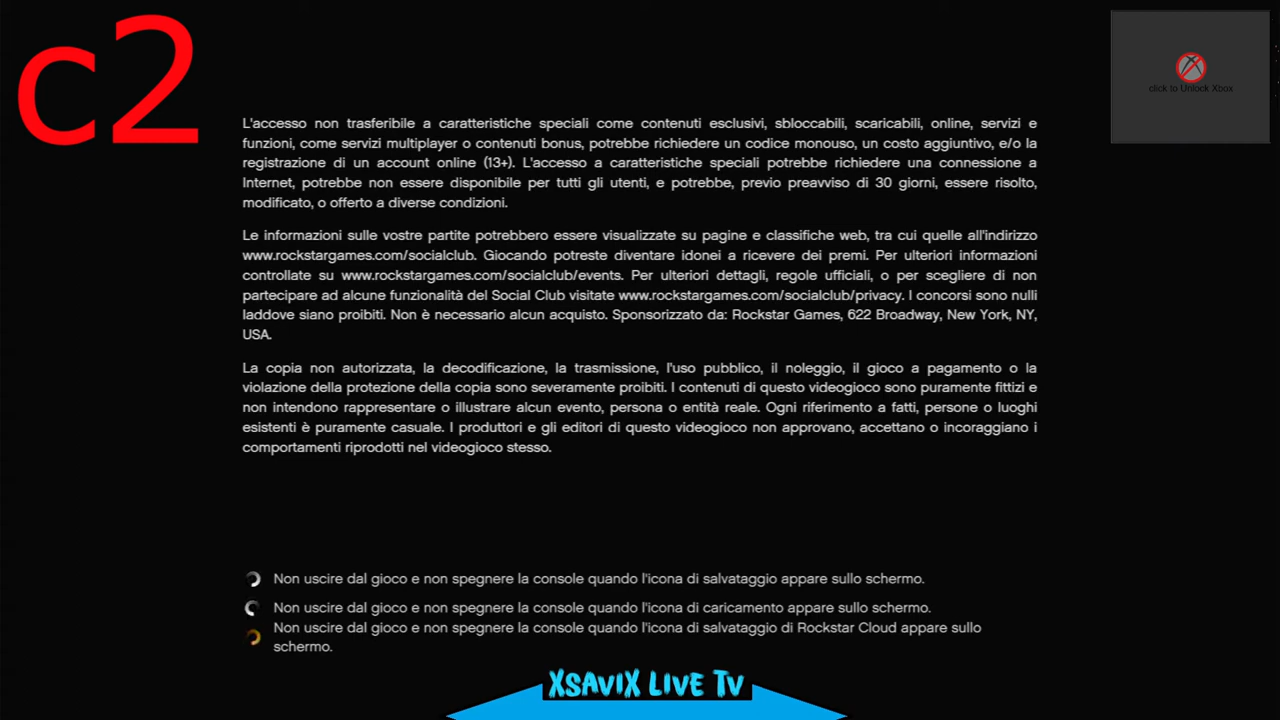 c2
click to Unlock Xbox
L'accesso non trasferibile a caratteristiche speciali come contenuti esclusivi, sbloccabili, scaricabili, online, servizi e
funzioni, come servizi multiplayer o contenuti bonus, potrebbe richiedere un codice monouso, un costo aggiuntivo, e/o la
registrazione di un account online (13+). L'accesso a caratteristiche speciali potrebbe richiedere una connessione a
Internet, potrebbe non essere disponibile per tutti gli utenti, e potrebbe, previo preavviso di 30 giorni, essere risolto,
modificato, o offerto a diverse condizioni.
Le informazioni sulle vostre partite potrebbero essere visualizzate su pagine e classifiche web, tra cui quelle all'indirizzo
www.rockstargames.com/socialclub. Giocando potreste diventare idonei a ricevere dei premi. Per ulteriori informazioni
controllate su www.rockstargames.com/socialclub/events. Per ulteriori dettagli, regole ufficiali, o per scegliere di non
partecipare ad alcune funzionalità del Social Club visitate www.rockstargames.com/socialclub/privacy. I concorsi sono nulli
laddove siano proibiti. Non è necessario alcun acquisto. Sponsorizzato da: Rockstar Games, 622 Broadway, New York, NY,
USA.
La copia non autorizzata, la decodificazione, la trasmissione, l'uso pubblico, il noleggio, il gioco a pagamento o la
violazione della protezione della copia sono severamente proibiti. I contenuti di questo videogioco sono puramente fittizi e
non intendono rappresentare o illustrare alcun evento, persona o entità reale. Ogni riferimento a fatti, persone o luoghi
esistenti è puramente casuale. I produttori e gli editori di questo videogioco non approvano, accettano o incoraggiano i
comportamenti riprodotti nel videogioco stesso.
Non uscire dal gioco e non spegnere la console quando l'icona di salvataggio appare sullo schermo.
Non uscire dal gioco e non spegnere la console quando l'icona di caricamento appare sullo schermo.
Non uscire dal gioco e non spegnere la console quando l'icona di salvataggio di Rockstar Cloud appare sullo
schermo.
XSAVIX LIVE TV